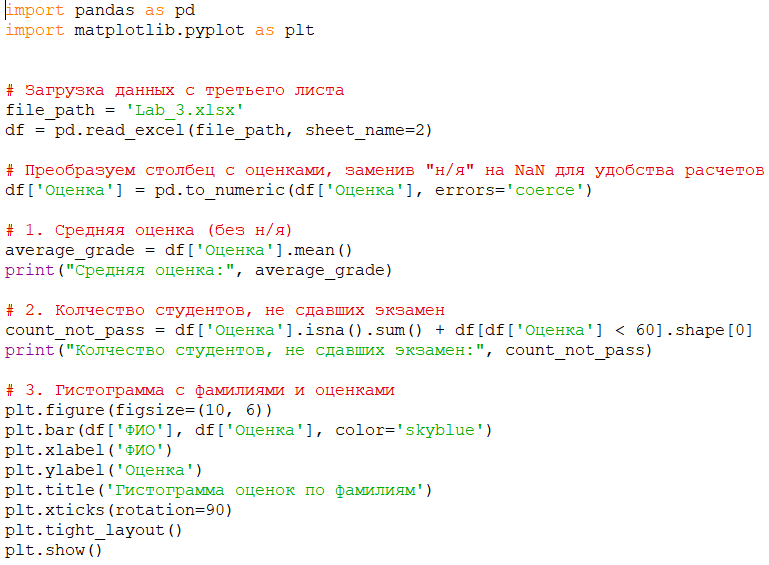 import pandas as pd
import matplotlib.pyplot as plt
# Загрузка данных с третьего листа
file_path = 'Lab_3.xlsx'
df = pd.read_excel(file_path, sheet_name=2)
# Преобразуем столбец с оценками, заменив "н/я" на NaN для удобства расчетов
df['Оценка'] = pd.to_numeric(df['Оценка'], errors='coerce')
# 1. Средняя оценка (без н/я)
average_grade = df['Оценка'].mean()
print("Средняя оценка:", average_grade)
# 2. Колчество студентов, не сдавших экзамен
count_not_pass = df['Оценка'].isna().sum() + df[df['Оценка'] < 60].shape[0]
print("Колчество студентов, не сдавших экзамен:", count_not_pass)
# 3. Гистограмма с фамилиями и оценками
plt.figure(figsize=(10, 6))
plt.bar(df['ФИО'], df['Оценка'], color='skyblue')
plt.xlabel('ФИО')
plt.ylabel('Оценка')
plt.title('Гистограмма оценок по фамилиям')
plt.xticks(rotation=90)
plt.tight_layout()
plt.show()